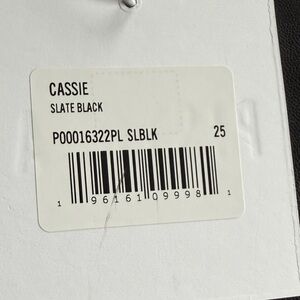 CASSIE
SLATE BLACK
P00016322PL SLBLK 25
1 96161 09998 1